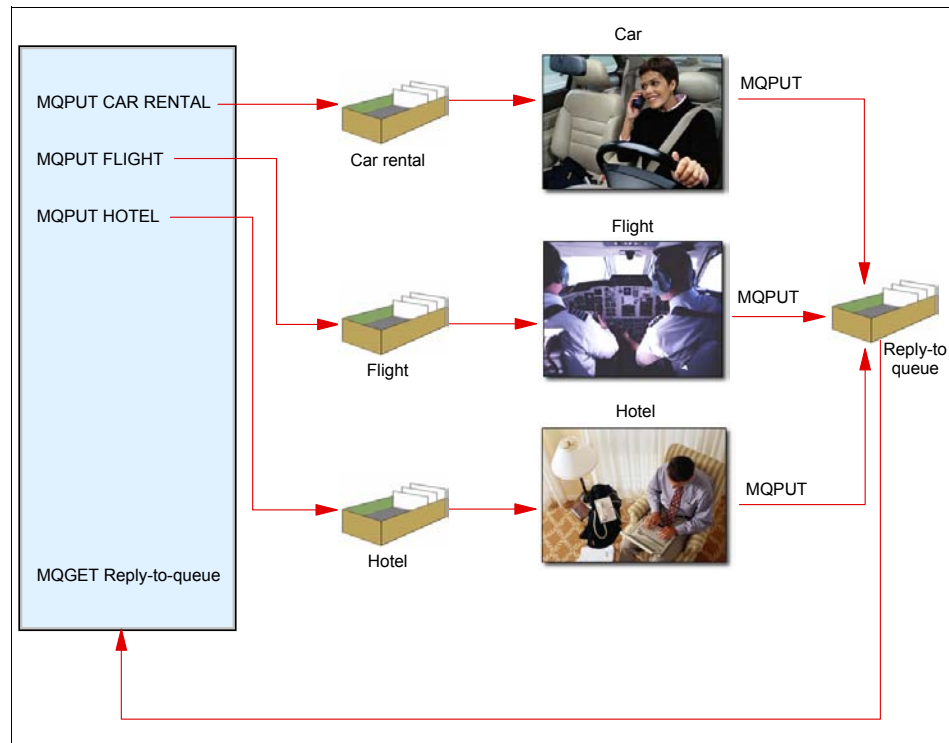 Car
MQPUT CAR RENTAL
MQPUT
Car rental
MQPUT FLIGHT
MQPUT HOTEL
Flight
MQPUT
Reply-to
queue
Flight
Hotel
MQPUT
Hotel
MQGET Reply-to-queue